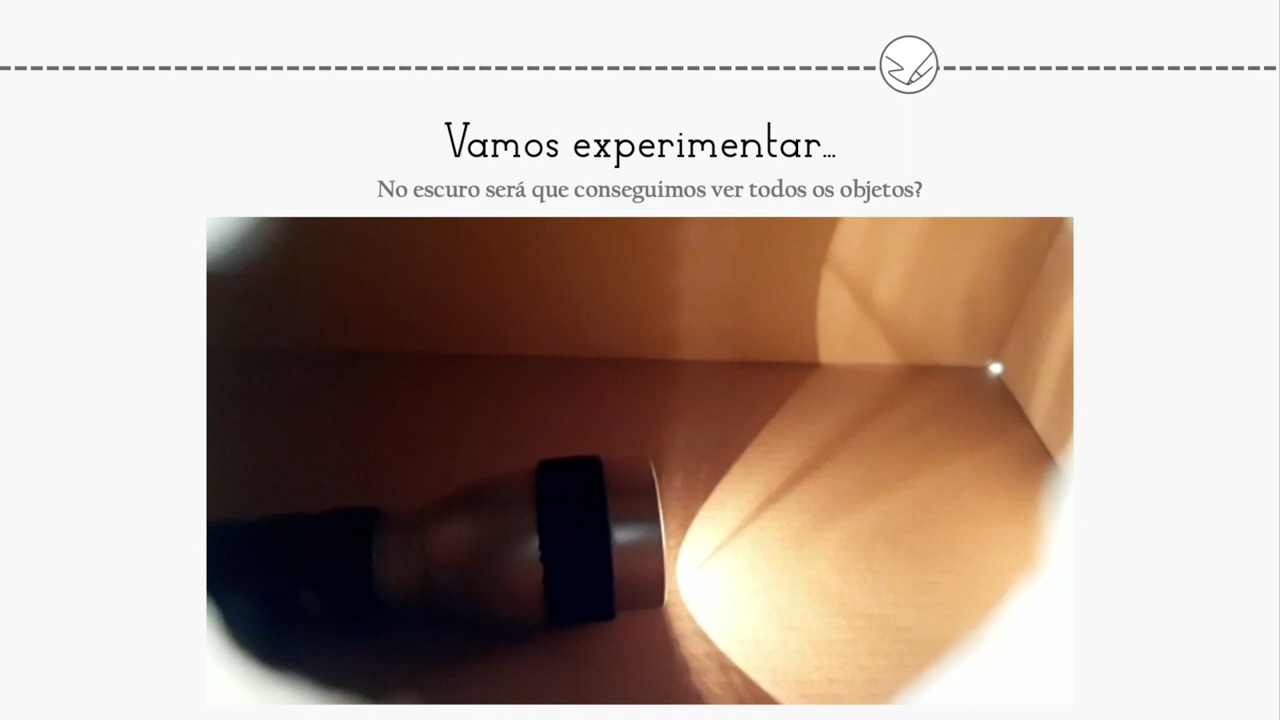 Vamos experimentar...
No escuro será que conseguimos ver todos os objetos?